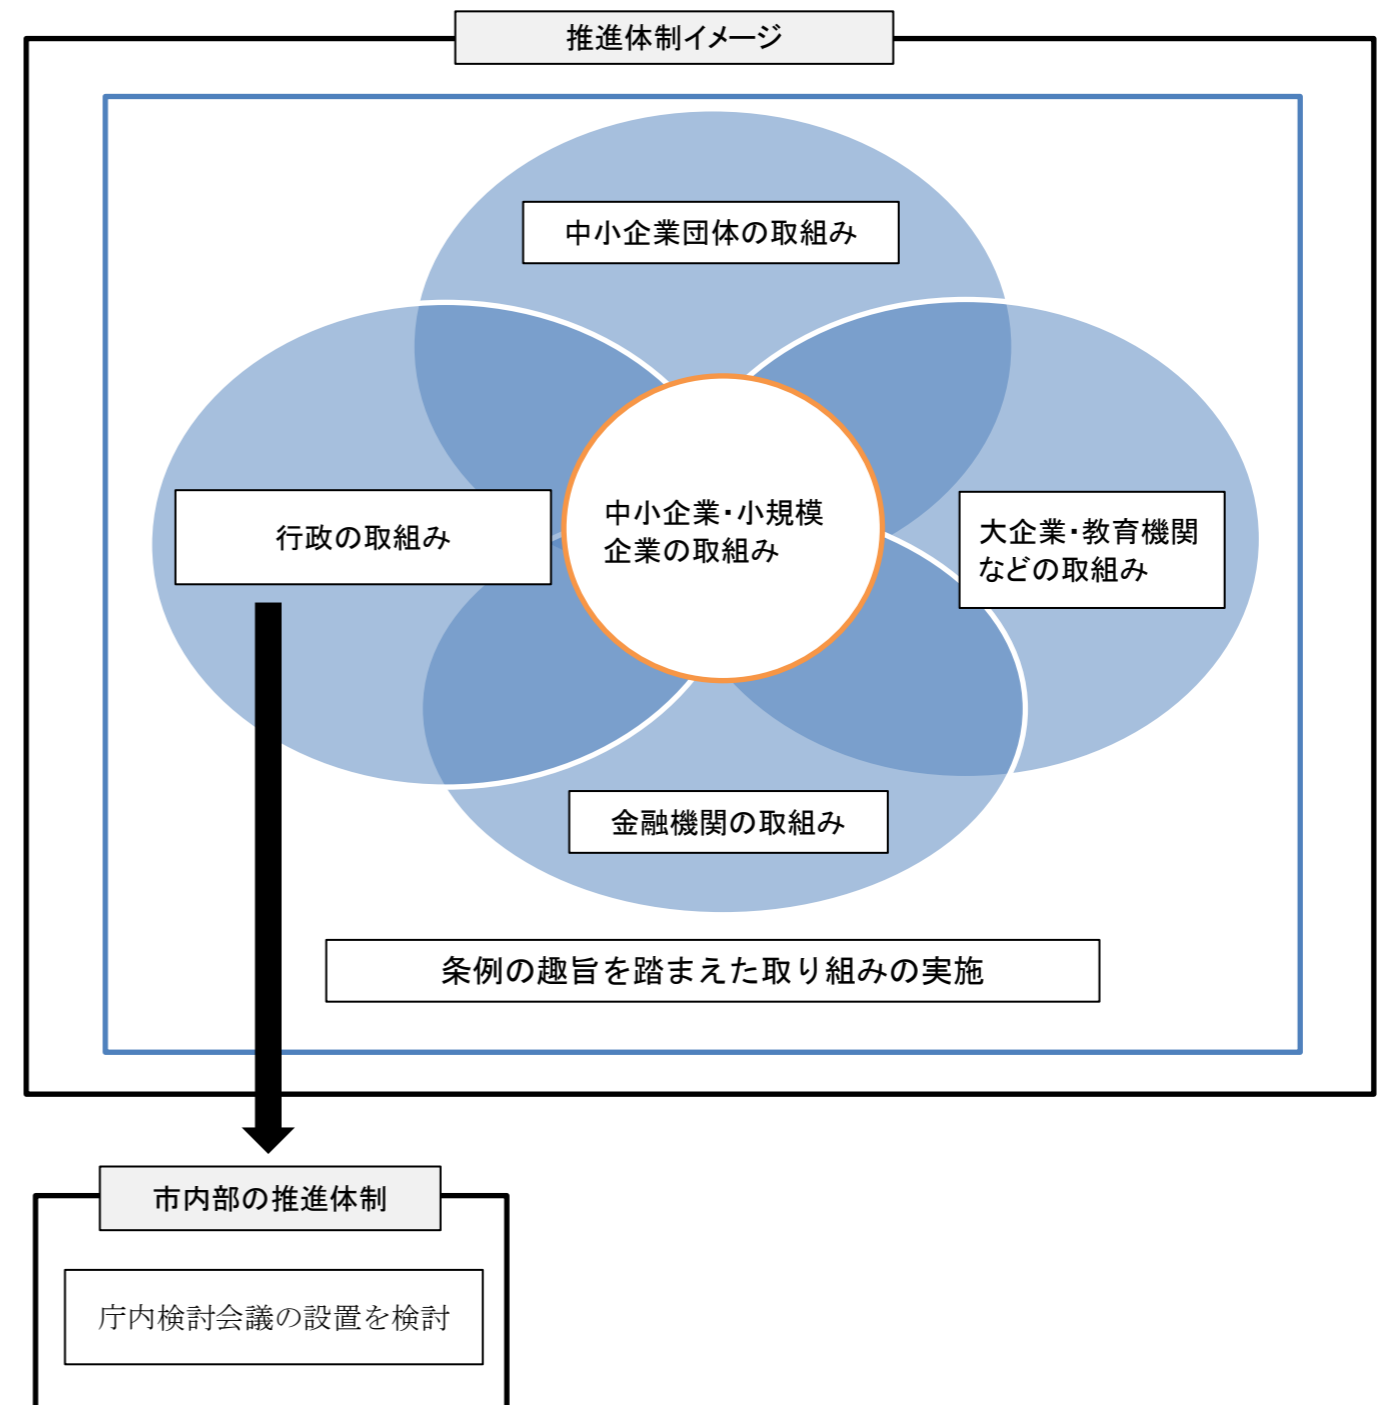 推進体制イメージ
中小企業団体の取組み
行政の取組み
中小企業・小規模
企業の取組み
大企業・教育機関
などの取組み
金融機関の取組み
条例の趣旨を踏まえた取り組みの実施
市内部の推進体制
庁内検討会議の設置を検討